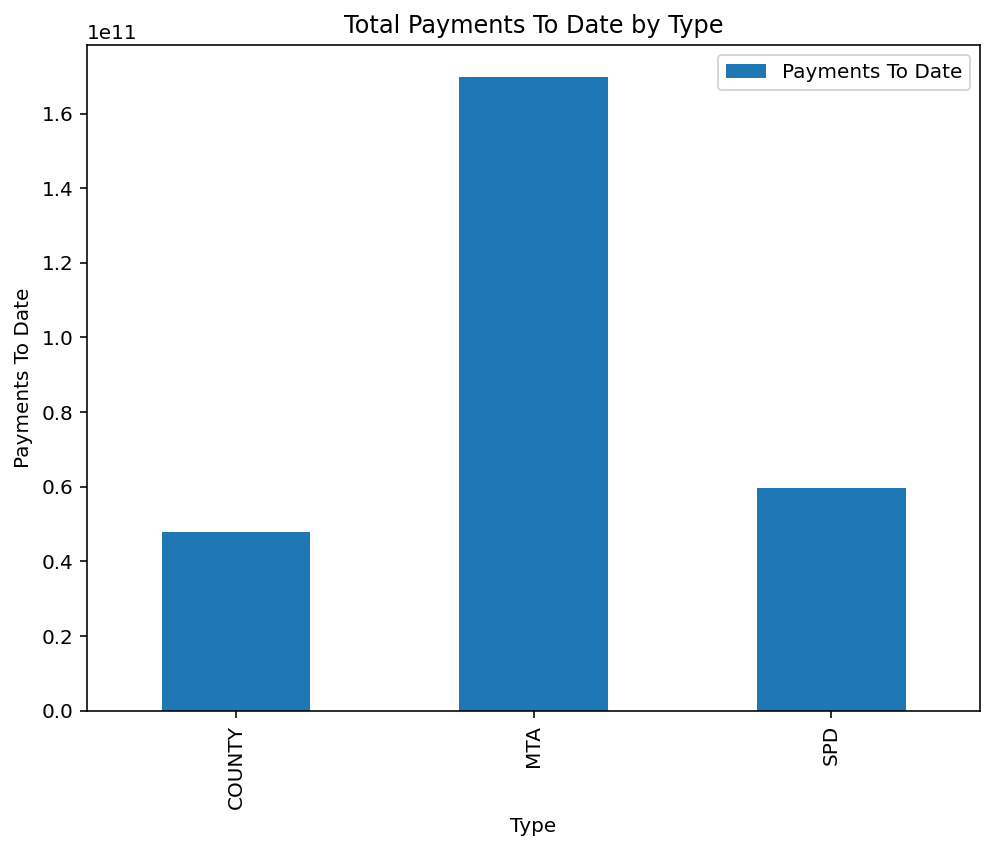 Total Payments To Date by Type
1e11
Payments To Date
1.6
1.4
1.2
1.0
0.8
0.6
0.4
0.2
0.0
Payments To Date
COUNTY
MTA
SPD
Type